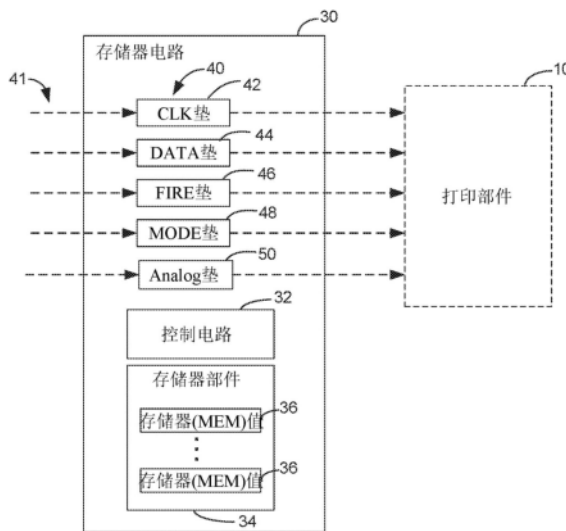 30
存储器电路
10
41
40
42
CLK垫
44
DATA垫
46
FIRE垫
48
MODE垫
50
Analog垫
打印部件
32
控制电路
存储器部件
存储器(MEM)值
36
存储器(MEM)值
36
34